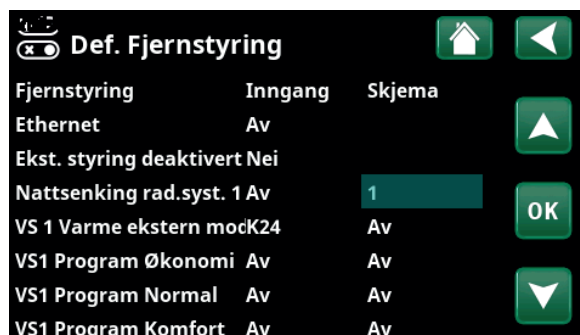 Def. Fjernstyring
Fjernstyring Inngang Skjema
Ethernet Av
Ekst. styring deaktivert Nei
Nattsenking rad.syst. 1 Av 1
VS 1 Varme ekstern mod K24 Av
VS1 Program Økonomi Av Av
VS1 Program Normal Av Av
VS1 Program Komfort Av Av
OK